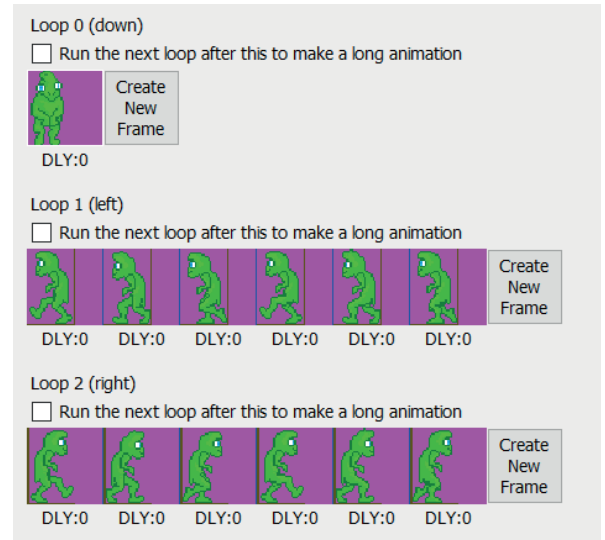 Loop 0 (down)
Run the next loop after this to make a long animation
Create
New
Frame
DLY:0
Loop 1 (left)
Run the next loop after this to make a long animation
Create
New
Frame
DLY:0 DLY:0 DLY:0 DLY:0 DLY:0 DLY:0
Loop 2 (right)
Run the next loop after this to make a long animation
Create
New
Frame
DLY:0 DLY:0 DLY:0 DLY:0 DLY:0 DLY:0